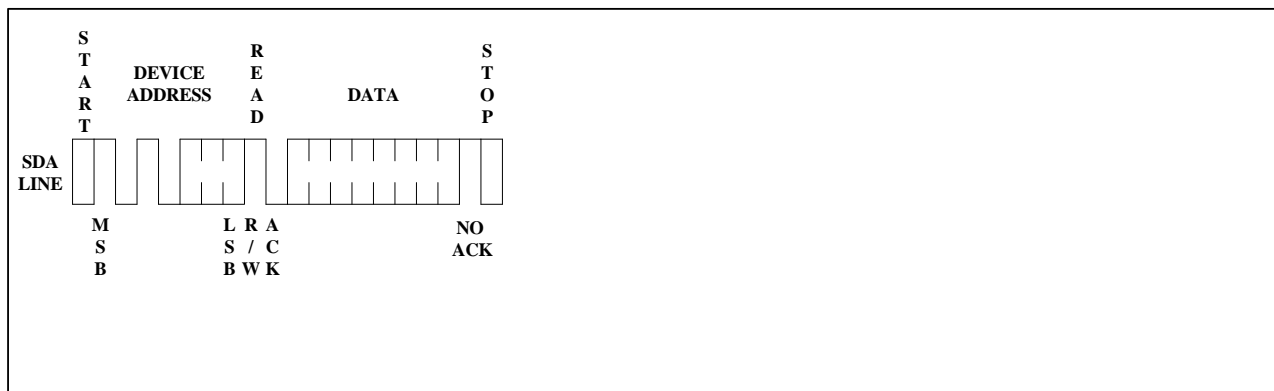 START
DEVICE
ADDRESS
READ
DATA
STOP
SDA
LINE
MSB
LSB
R/W
ACK
NO
ACK